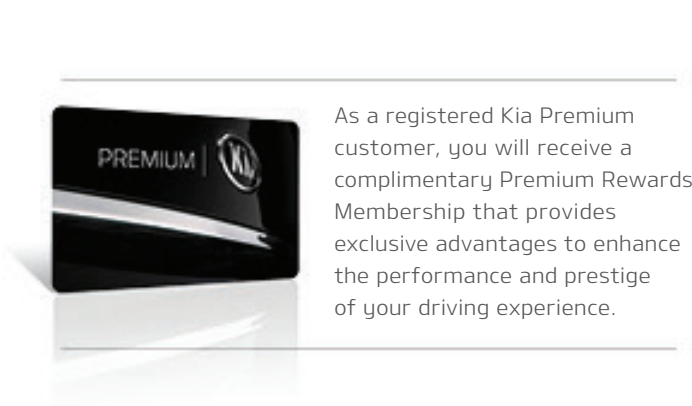 PREMIUM | KIA
As a registered Kia Premium
customer, you will receive a
complimentary Premium Rewards
Membership that provides
exclusive advantages to enhance
the performance and prestige
of your driving experience.